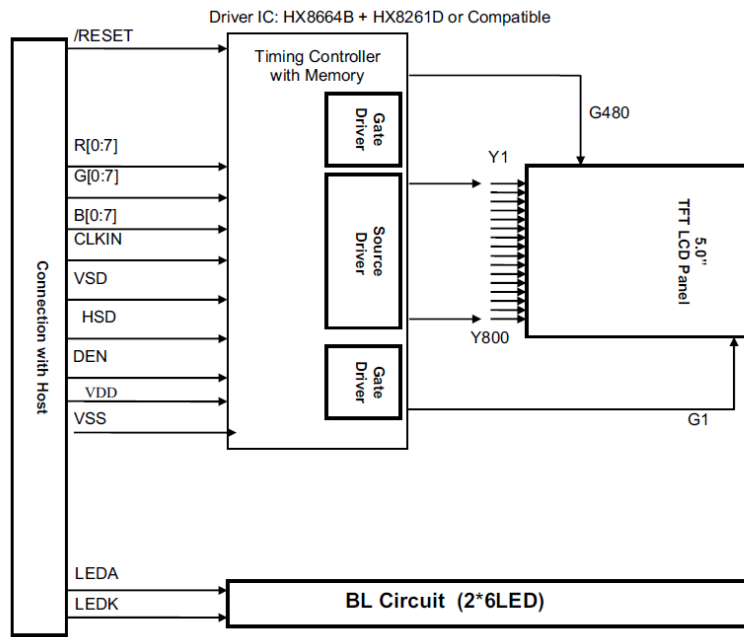 Driver IC: HX8664B + HX8261D or Compatible
/RESET
Timing Controller
with Memory
Gate
Driver
G480
R[0:7]
Y1
G[0:7]
B[0:7]
CLKIN
Source
Driver
5.0”
TFT LCD Panel
Connection with Host
VSD
HSD
Y800
DEN
Gate
Driver
VDD
VSS
G1
LEDA
LEDK
BL Circuit (2*6LED)